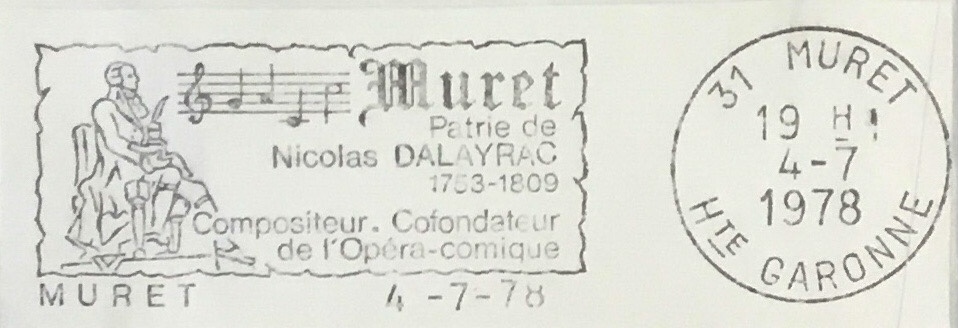 Muret
Patrie de
Nicolas DALAYRAC
1753-1809
Compositeur. Cofondateur
de l'Opéra-comique
MURET 4-7-78
31 MURET
19 H
4-7
1978
HTE GARONNE